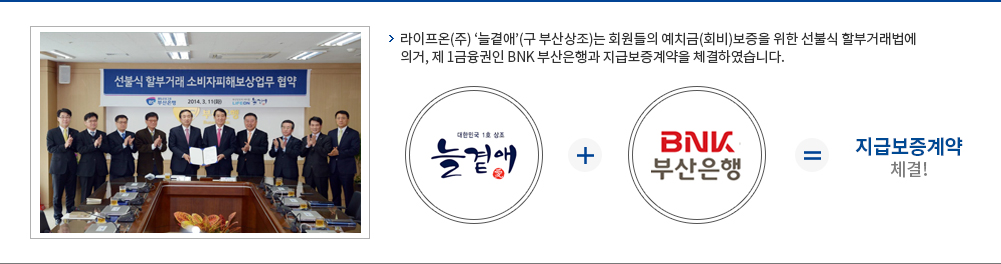 선불식 할부거래 소비자피해보상업무 협약
부산은행
2014. 3. 11(화)
LIFEON
늘곁애
라이프온(주) ‘늘곁애’(구 부산상조)는 회원들의 예치금(회비)보증을 위한 선불식 할부거래법에
의거, 제 1금융권인 BNK 부산은행과 지급보증계약을 체결하였습니다.
대한민국 1호 상조
늘곁애
+
BNK
부산은행
=
지급보증계약
체결!